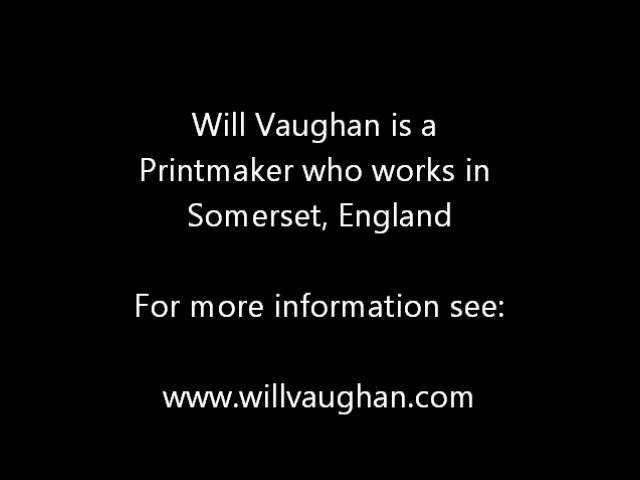 Will Vaughan is a
Printmaker who works in
Somerset, England
For more information see:
www.willvaughan.com